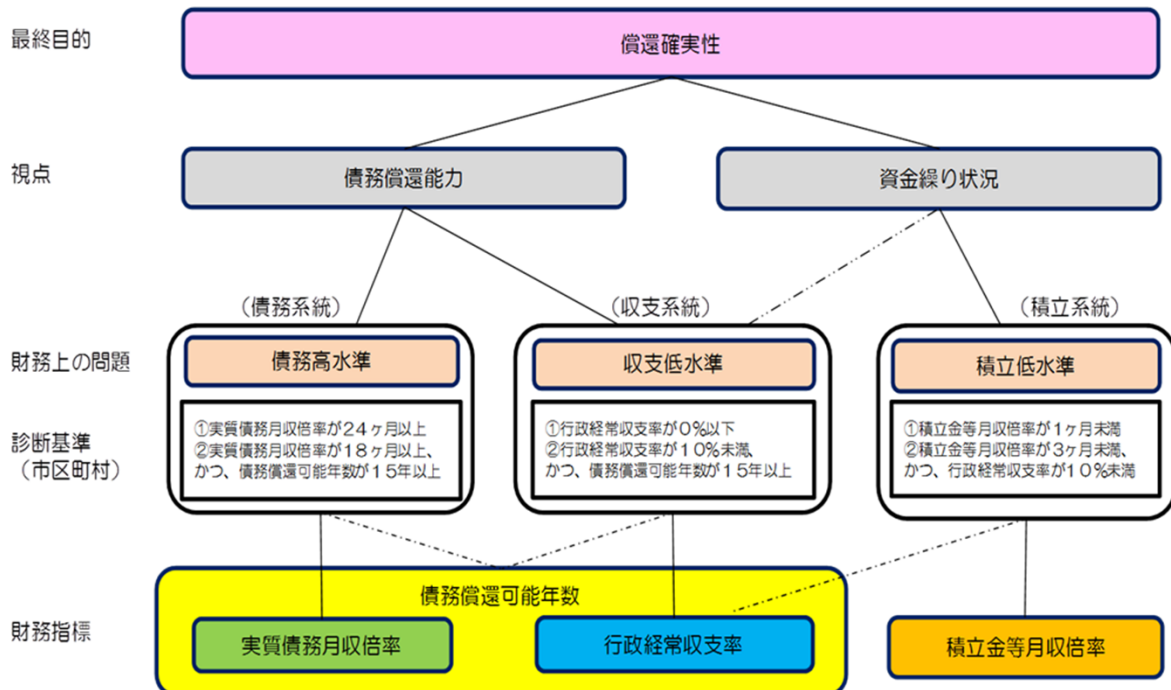 最終目的
償還確実性
視点
債務償還能力
資金繰り状況
（債務系統）
（収支系統）
（積立系統）
財務上の問題
債務高水準
収支低水準
積立低水準
診断基準
（市区町村）
①実質債務月収倍率が２４ヶ月以上
②実質債務月収倍率が１８ヶ月以上、
かつ、債務償還可能年数が１５年以上
①行政経常収支率が０％以下
②行政経常収支率が１０％未満、
かつ、債務償還可能年数が１５年以上
①積立金等月収倍率が１ヶ月未満
②積立金等月収倍率が３ヶ月未満、
かつ、行政経常収支率が１０％未満
財務指標
債務償還可能年数
実質債務月収倍率
行政経常収支率
積立金等月収倍率